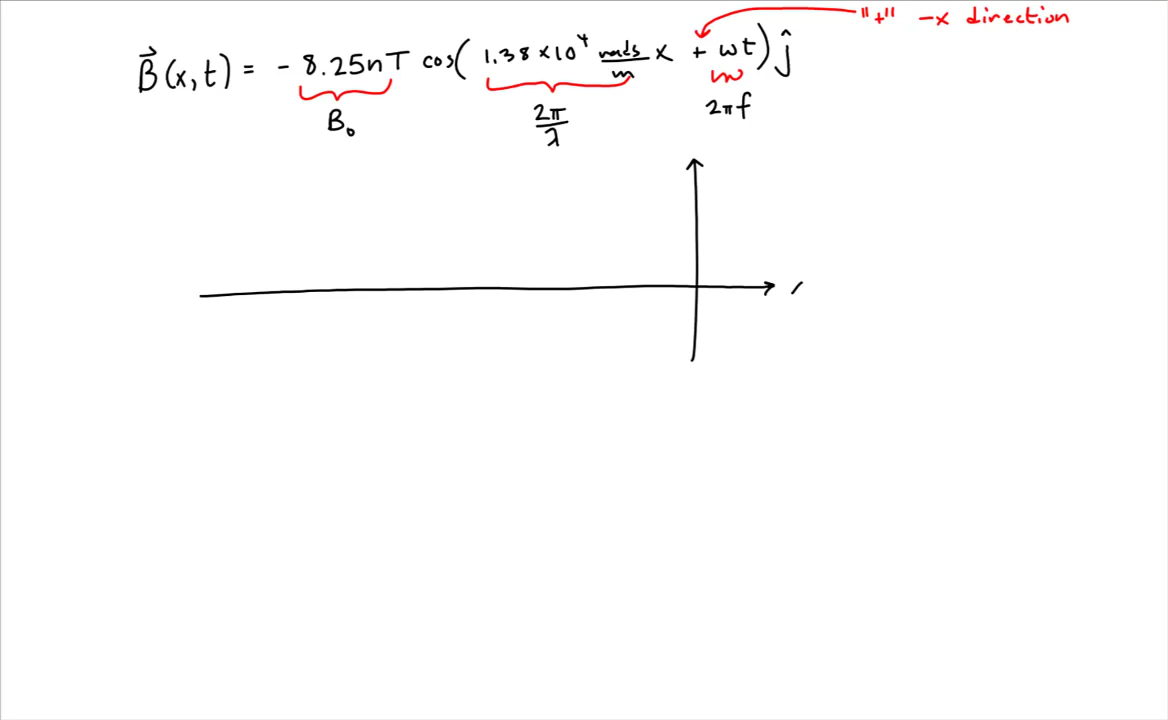 "+" -x direction
B⃗(x,t) = - 8.25nT cos( 1.38×10⁴ rads/m x + ωt) ĵ
B₀ 2π/λ 2πf